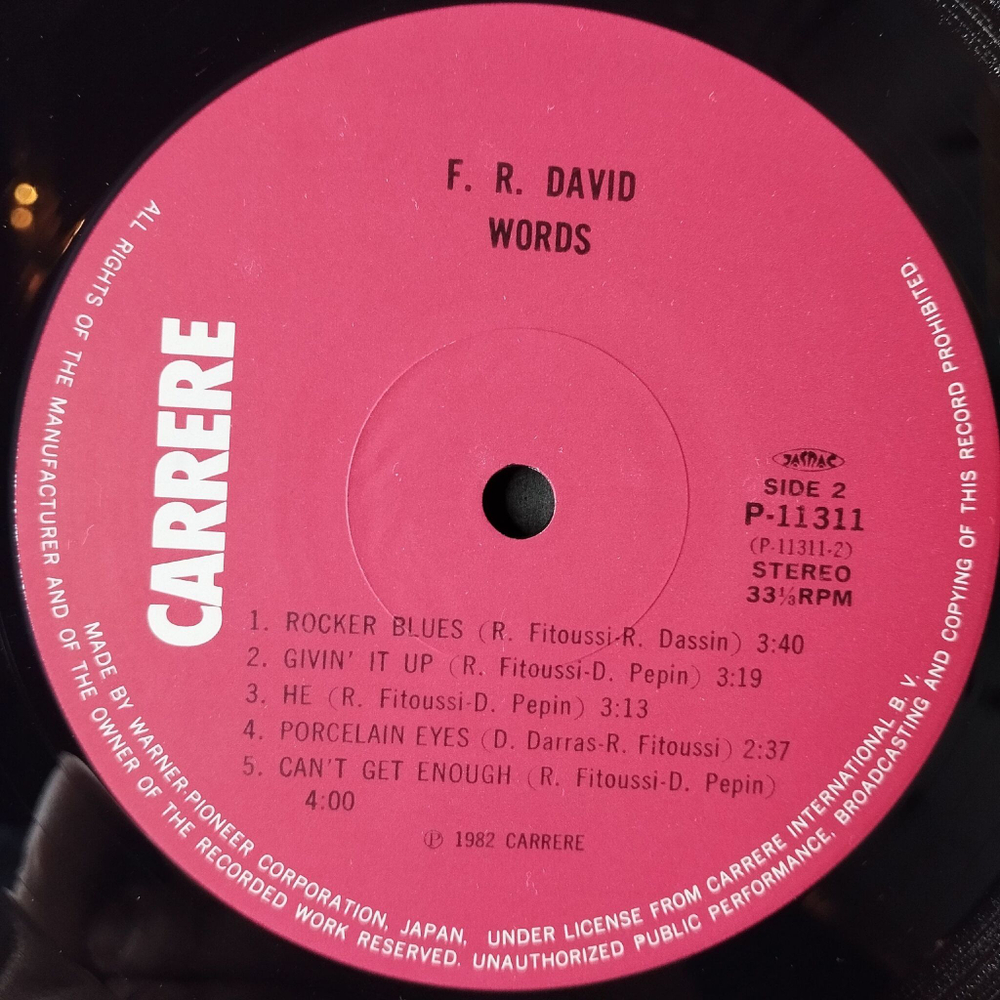 F. R. DAVID
WORDS
CARRERE
JASRAC
SIDE 2
P-11311
(P-11311-2)
STEREO
33⅓RPM
1. ROCKER BLUES (R. Fitoussi-R. Dassin) 3:40
2. GIVIN' IT UP (R. Fitoussi-D. Pepin) 3:19
3. HE (R. Fitoussi-D. Pepin) 3:13
4. PORCELAIN EYES (D. Darras-R. Fitoussi) 2:37
5. CAN'T GET ENOUGH (R. Fitoussi-D. Pepin)
4:00
Ⓟ 1982 CARRERE
MADE BY WARNER-PIONEER CORPORATION, JAPAN, UNDER LICENSE FROM CARRERE INTERNATIONAL B. V.
ALL RIGHTS OF THE MANUFACTURER AND OF THE OWNER OF THE RECORDED WORK RESERVED. UNAUTHORIZED PUBLIC PERFORMANCE, BROADCASTING AND COPYING OF THIS RECORD PROHIBITED.